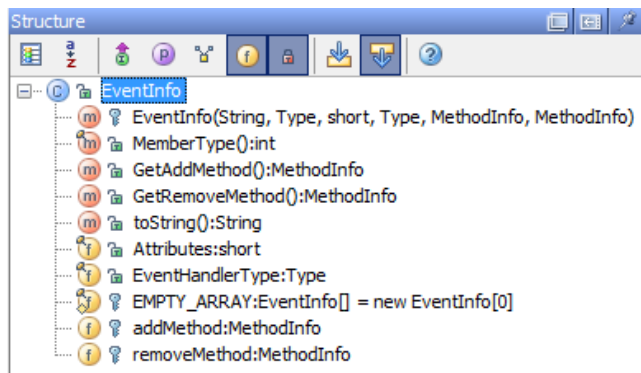 Structure
EventInfo
EventInfo(String, Type, short, Type, MethodInfo, MethodInfo)
MemberType():int
GetAddMethod():MethodInfo
GetRemoveMethod():MethodInfo
toString():String
Attributes:short
EventHandlerType:Type
EMPTY_ARRAY:EventInfo[] = new EventInfo[0]
addMethod:MethodInfo
removeMethod:MethodInfo